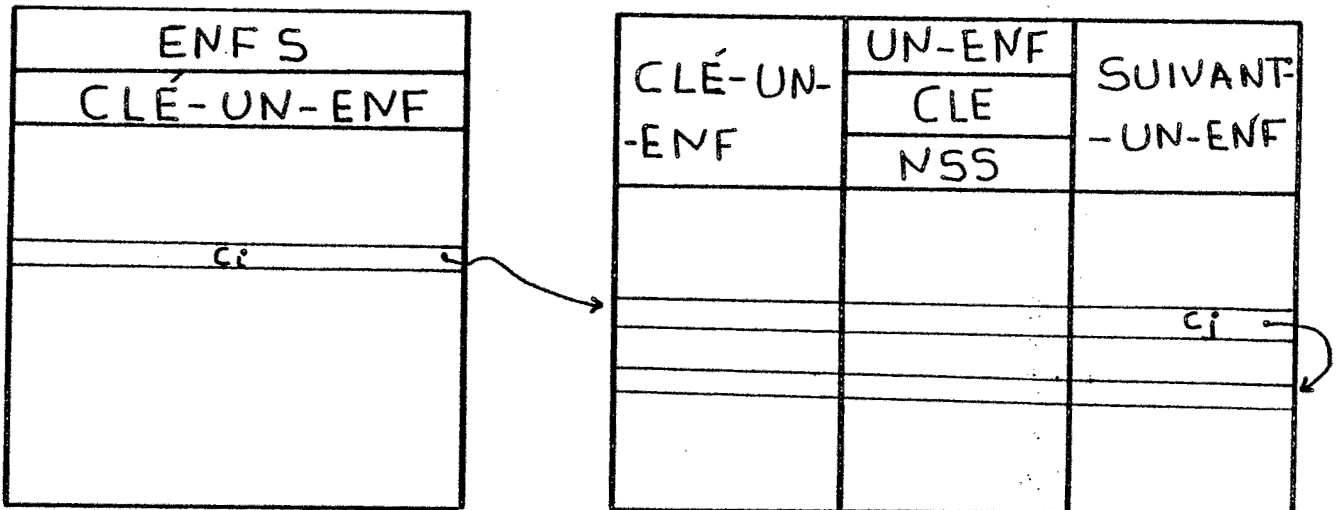 ENFS
CLÉ-UN-ENF
Ci
CLÉ-UN-
-ENF
UN-ENF
CLE
NSS
SUIVANT-
-UN-ENF
Cj